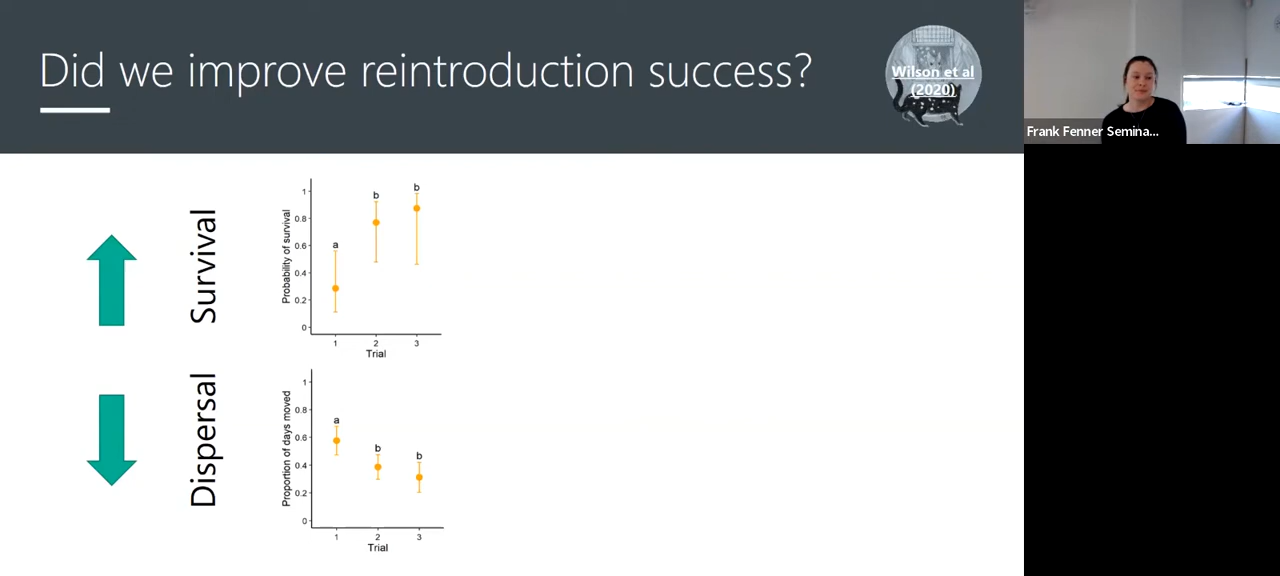 Did we improve reintroduction success?
Wilson et al
(2020)
Frank Fenner Semina...
Survival
Probability of survival
1
0.8
0.6
0.4
0.2
0
a
b
b
1
2
3
Trial
Dispersal
Proportion of days moved
1
0.8
0.6
0.4
0.2
0
a
b
b
1
2
3
Trial